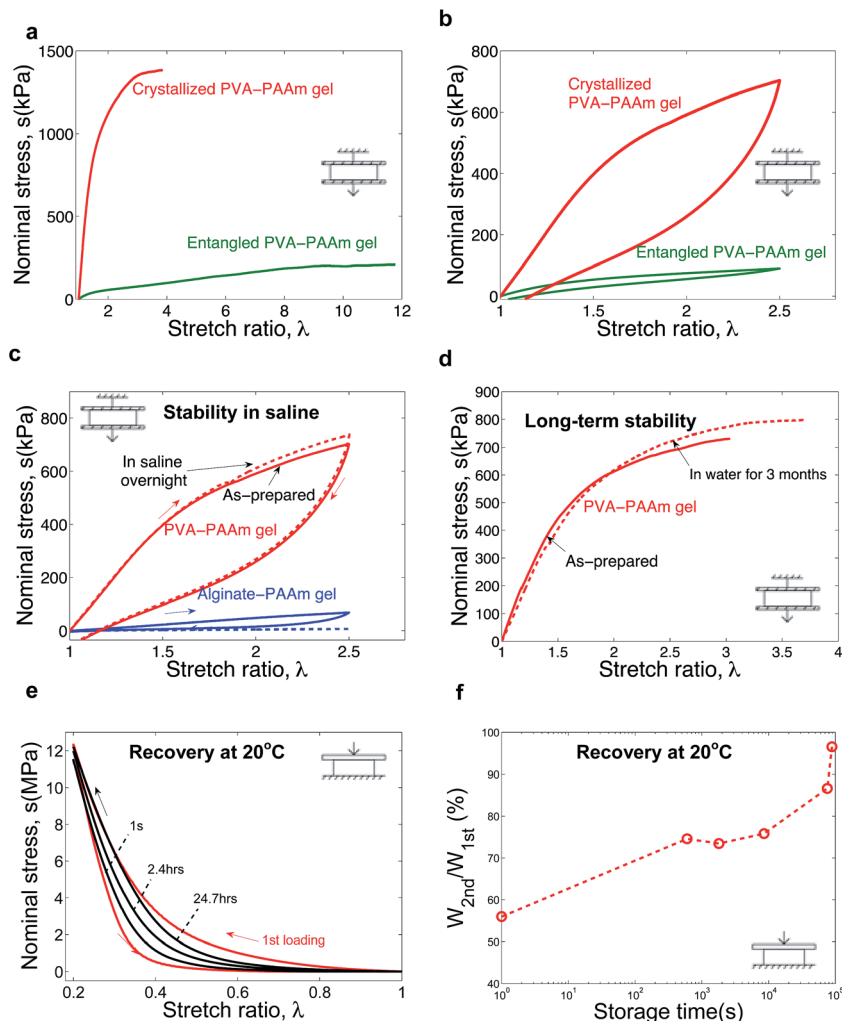 a
Nominal stress, s(kPa)
1500
1000
500
0
Crystallized PVA–PAAm gel
Entangled PVA–PAAm gel
2 4 6 8 10 12
Stretch ratio, λ
b
Nominal stress, s(kPa)
800
600
400
200
0
Crystallized
PVA–PAAm gel
Entangled PVA–PAAm gel
1 1.5 2 2.5
Stretch ratio, λ
c
Stability in saline
Nominal stress, s(kPa)
800
600
400
200
0
In saline
overnight
As–prepared
PVA–PAAm gel
Alginate–PAAm gel
1 1.5 2 2.5
Stretch ratio, λ
d
Long-term stability
Nominal stress, s(kPa)
900
800
700
600
500
400
300
200
100
0
In water for 3 months
PVA–PAAm gel
As–prepared
1 1.5 2 2.5 3 3.5 4
Stretch ratio, λ
e
Recovery at 20°C
Nominal stress, s(MPa)
12
10
8
6
4
2
0
1s
2.4hrs
24.7hrs
1st loading
0.2 0.4 0.6 0.8 1
Stretch ratio, λ
f
Recovery at 20°C
W2nd/W1st (%)
100
90
80
70
60
50
40
10⁰ 10¹ 10² 10³ 10⁴ 10⁵
Storage time(s)